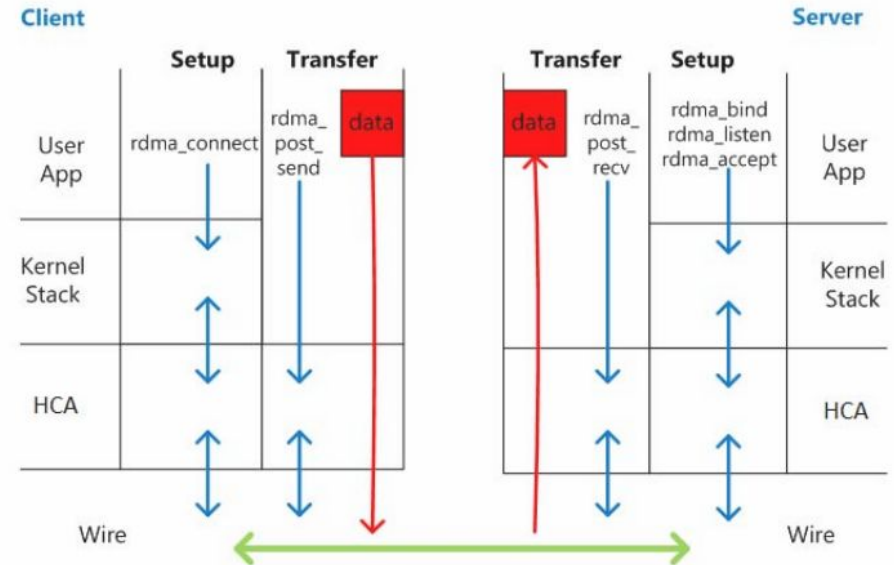 Client
Server
Setup
Transfer
Transfer
Setup
User
App
rdma_connect
rdma_
post_
send
data
data
rdma_
post_
recv
rdma_bind
rdma_listen
rdma_accept
User
App
Kernel
Stack
Kernel
Stack
HCA
HCA
Wire
Wire